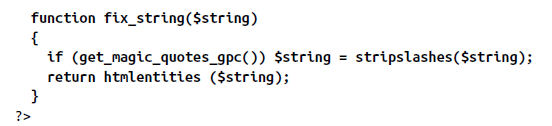 function fix_string($string)
{
if (get_magic_quotes_gpc()) $string = stripslashes($string);
return htmlentities ($string);
}
?>